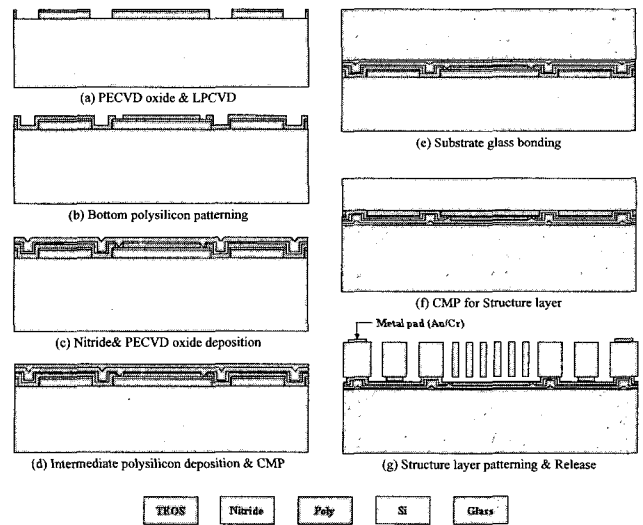 (a) PECVD oxide & LPCVD
(b) Bottom polysilicon patterning
(c) Nitride& PECVD oxide deposition
(d) Intermediate polysilicon deposition & CMP
(e) Substrate glass bonding
(f) CMP for Structure layer
Metal pad (Au/Cr)
(g) Structure layer patterning & Release
TEOS
Nitride
Poly
Si
Glass